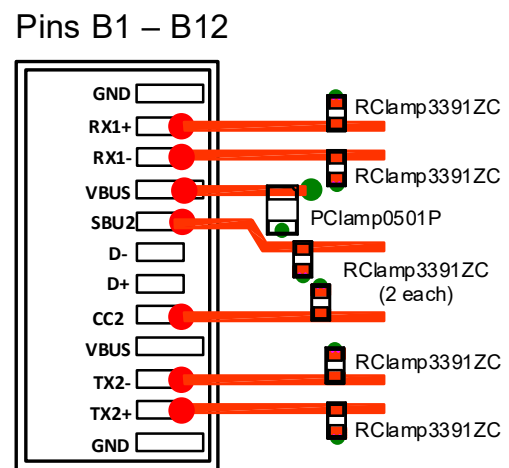 Pins B1 – B12
GND
RX1+
RX1-
VBUS
SBU2
D-
D+
CC2
VBUS
TX2-
TX2+
GND
RClamp3391ZC
RClamp3391ZC
PClamp0501P
RClamp3391ZC
(2 each)
RClamp3391ZC
RClamp3391ZC